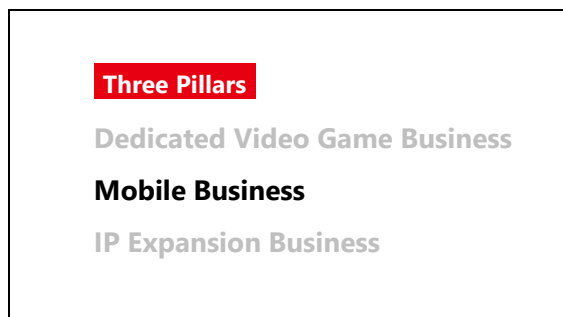 Three Pillars
Dedicated Video Game Business
Mobile Business
IP Expansion Business